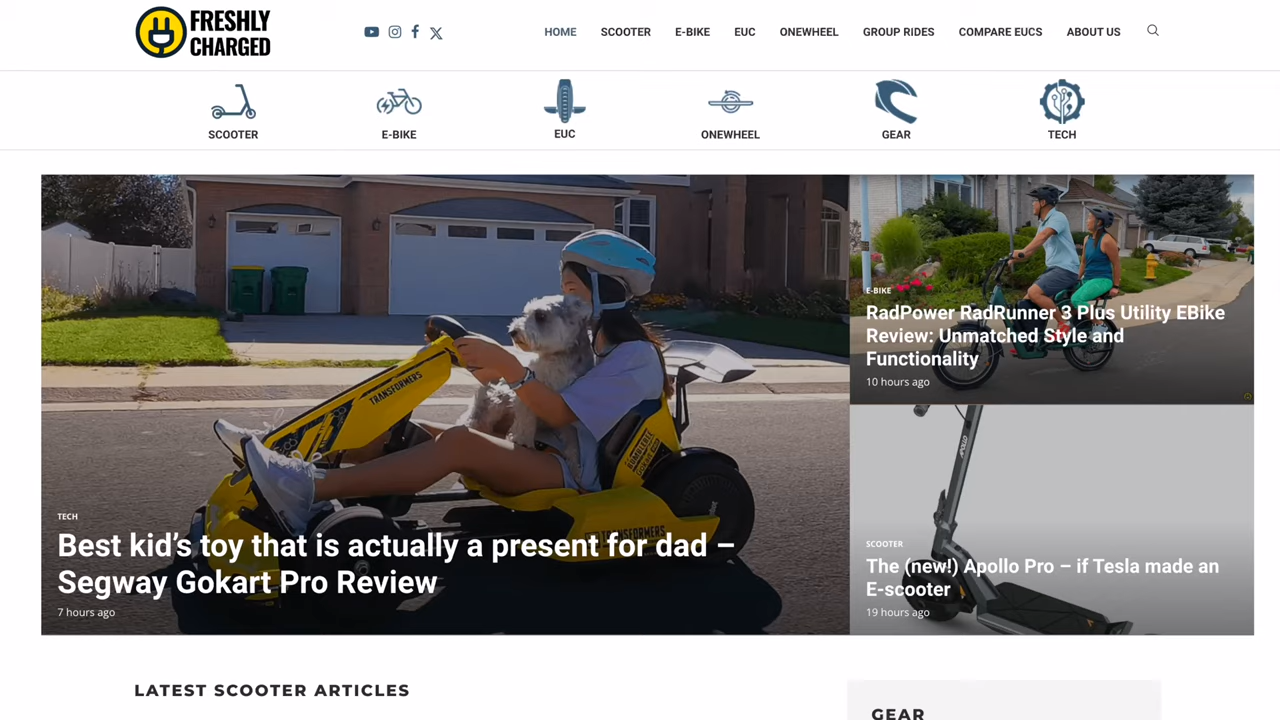 FRESHLY
CHARGED
HOME SCOOTER E-BIKE EUC ONEWHEEL GROUP RIDES COMPARE EUCS ABOUT US
SCOOTER E-BIKE EUC ONEWHEEL GEAR TECH
TRANSFORMERS
BUMBLEBEE
TRANSFORMERS
TECH
Best kid’s toy that is actually a present for dad –
Segway Gokart Pro Review
7 hours ago
E-BIKE
RadPower RadRunner 3 Plus Utility EBike
Review: Unmatched Style and
Functionality
10 hours ago
SCOOTER
The (new!) Apollo Pro – if Tesla made an
E-scooter
19 hours ago
LATEST SCOOTER ARTICLES
GEAR